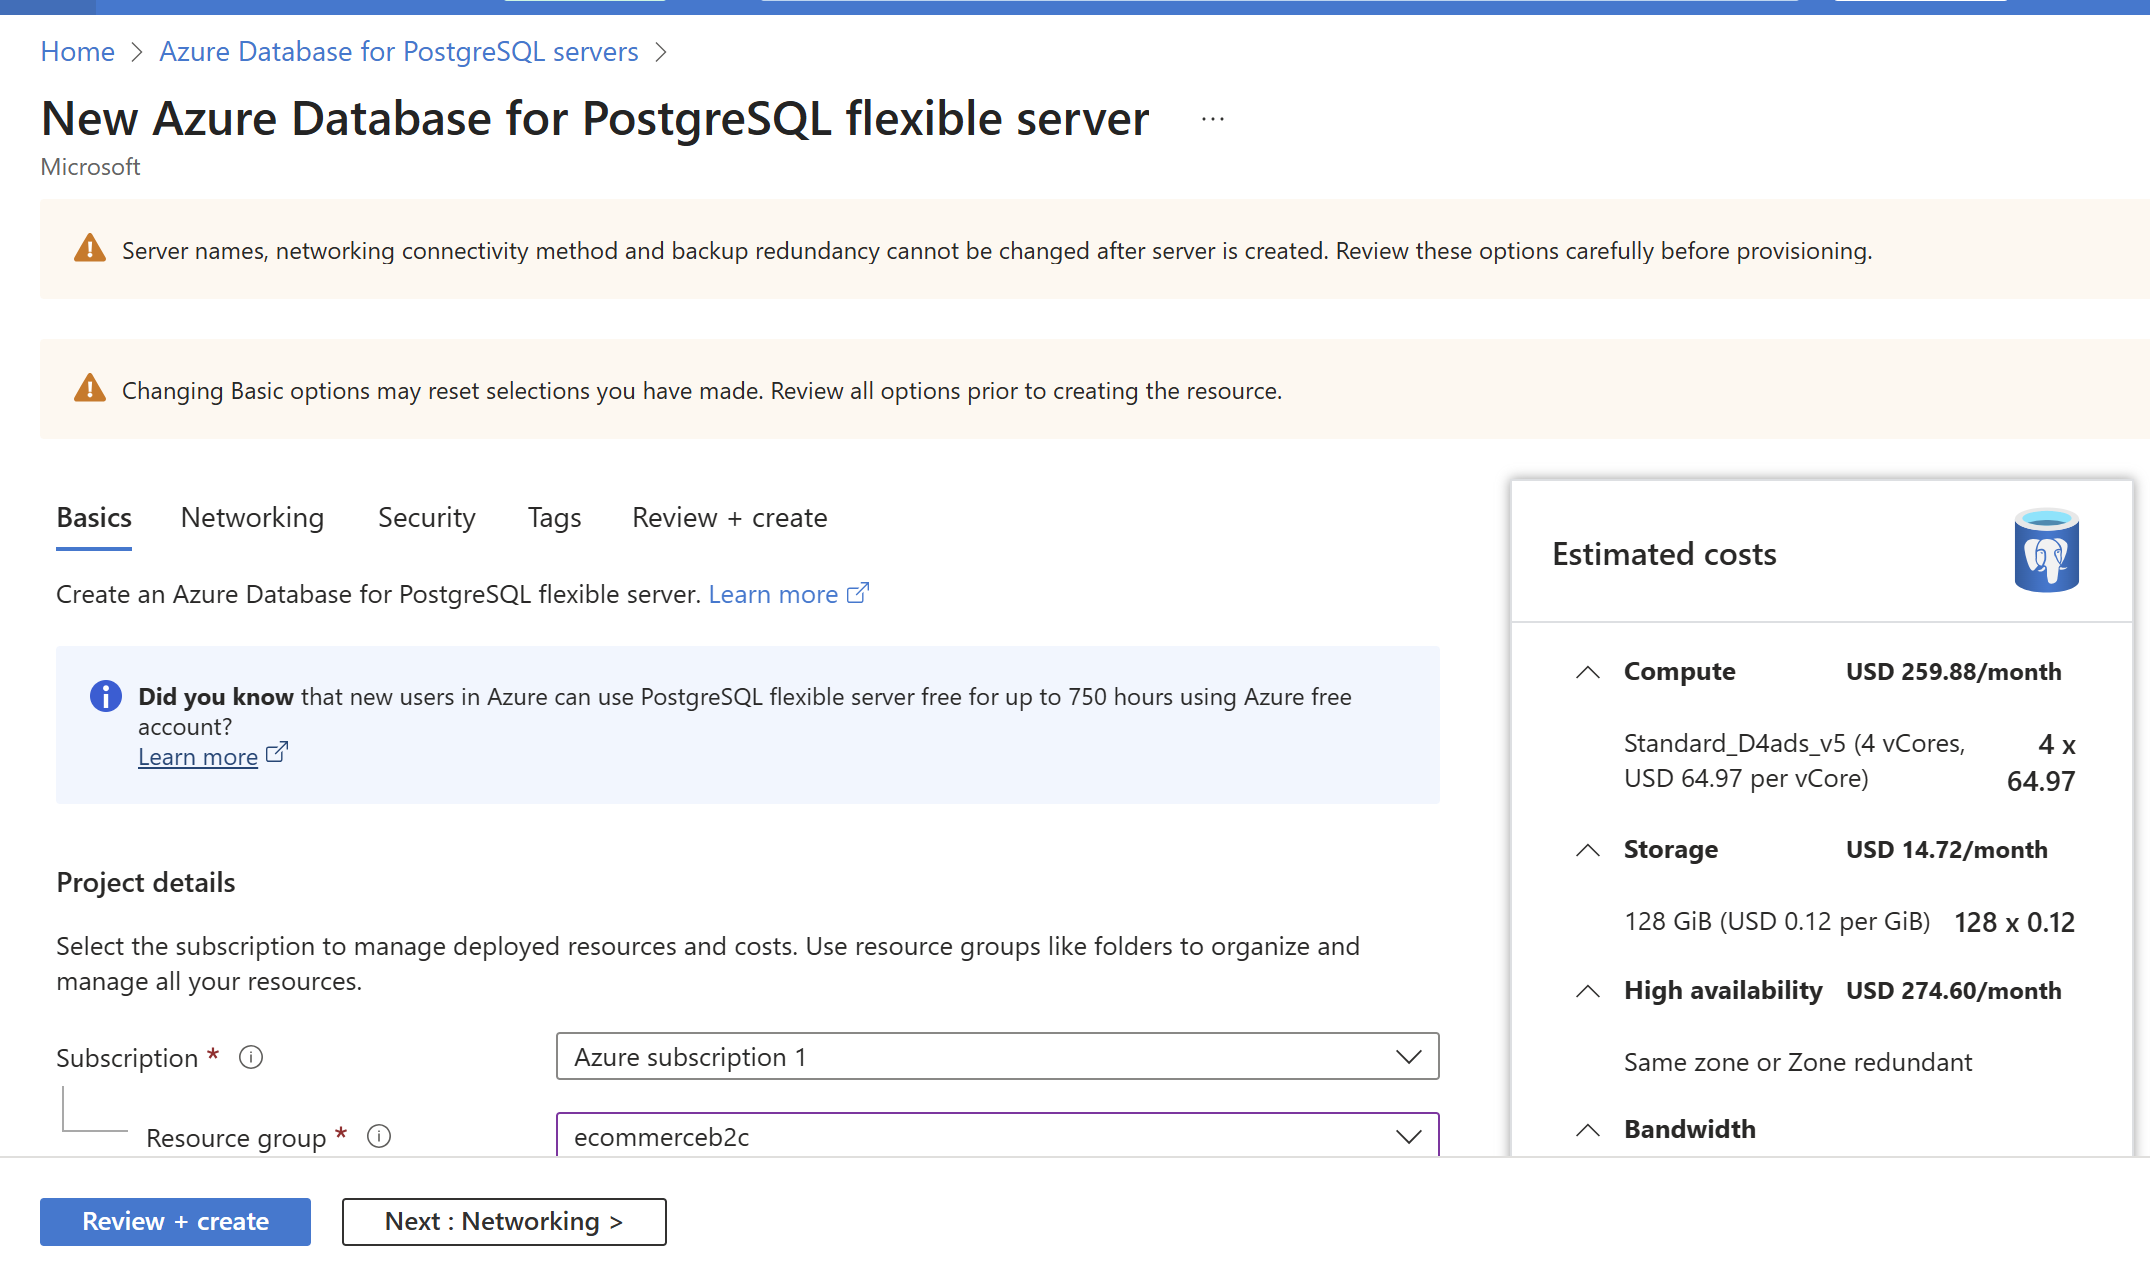 Home > Azure Database for PostgreSQL servers >
New Azure Database for PostgreSQL flexible server ...
Microsoft
Server names, networking connectivity method and backup redundancy cannot be changed after server is created. Review these options carefully before provisioning.
Changing Basic options may reset selections you have made. Review all options prior to creating the resource.
Basics Networking Security Tags Review + create
Create an Azure Database for PostgreSQL flexible server. Learn more
Did you know that new users in Azure can use PostgreSQL flexible server free for up to 750 hours using Azure free
account?
Learn more
Project details
Select the subscription to manage deployed resources and costs. Use resource groups like folders to organize and
manage all your resources.
Subscription * Azure subscription 1
Resource group * ecommerceb2c
Estimated costs
Compute USD 259.88/month
Standard_D4ads_v5 (4 vCores, 4 x
USD 64.97 per vCore) 64.97
Storage USD 14.72/month
128 GiB (USD 0.12 per GiB) 128 x 0.12
High availability USD 274.60/month
Same zone or Zone redundant
Bandwidth
Review + create Next : Networking >